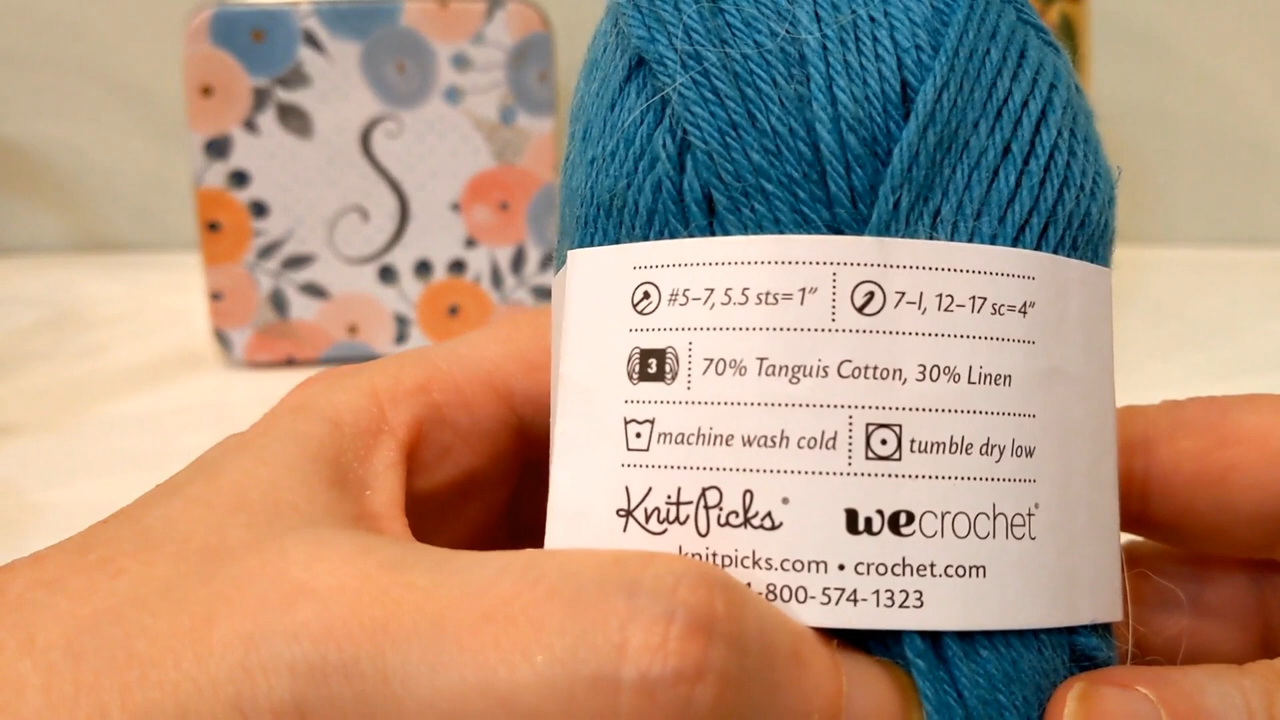 S
#5–7, 5.5 sts=1″ 7–I, 12–17 sc=4″
3 70% Tanguis Cotton, 30% Linen
machine wash cold tumble dry low
KnitPicks® wecrochet®
knitpicks.com • crochet.com
1-800-574-1323